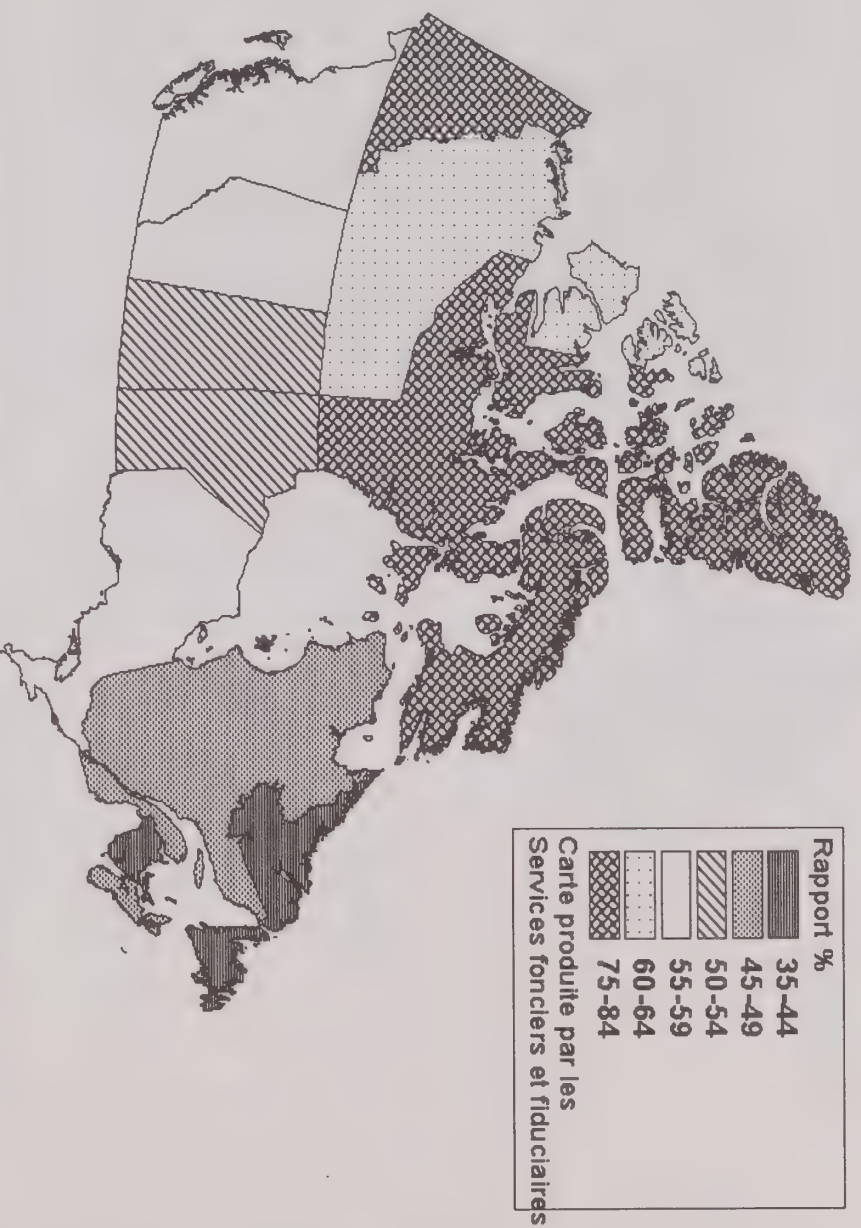 Rapport %
35-44
45-49
50-54
55-59
60-64
75-84
Carte produite par les
Services fonciers et fiduciaires